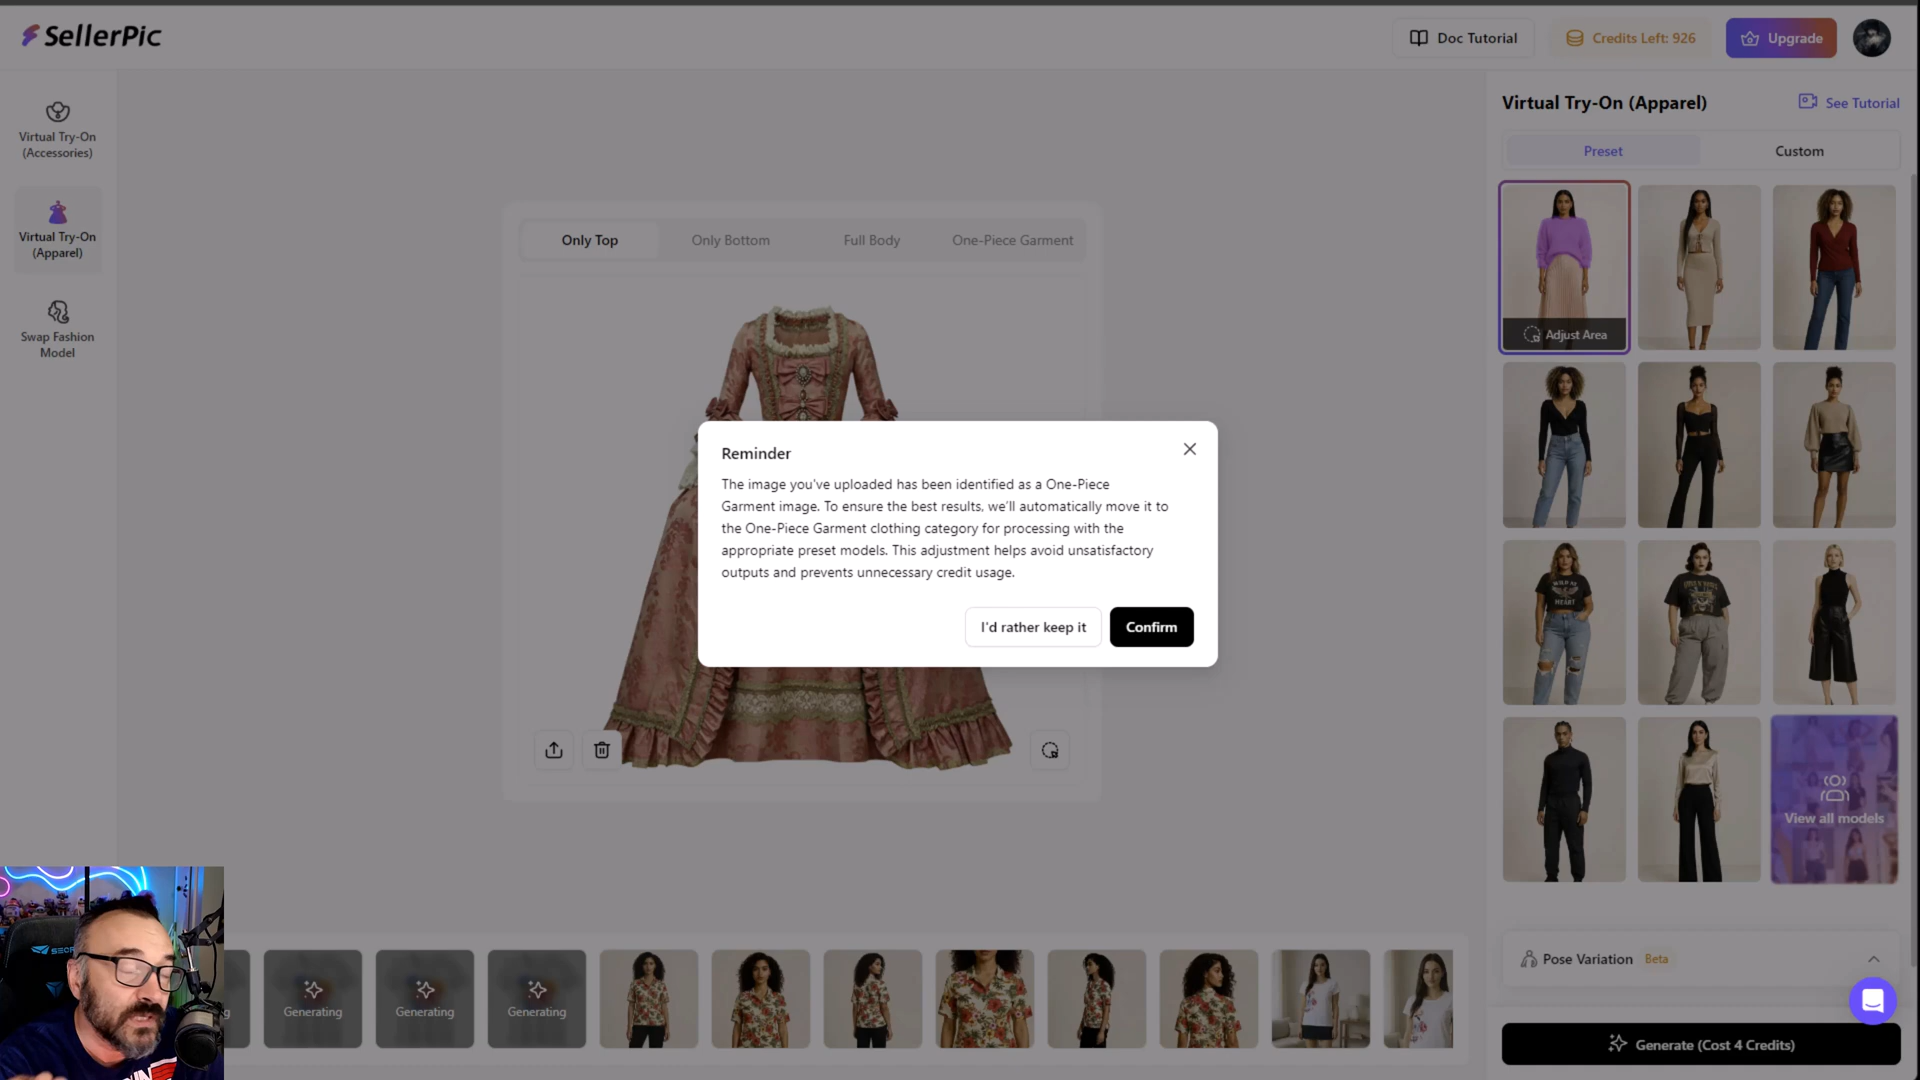 SellerPic
Doc Tutorial
Credits Left: 926
Upgrade
Virtual Try-On
(Accessories)
Virtual Try-On
(Apparel)
Swap Fashion
Model
Only Top
Only Bottom
Full Body
One-Piece Garment
Reminder
The image you've uploaded has been identified as a One-Piece
Garment image. To ensure the best results, we'll automatically move it to
the One-Piece Garment clothing category for processing with the
appropriate preset models. This adjustment helps avoid unsatisfactory
outputs and prevents unnecessary credit usage.
I'd rather keep it
Confirm
Virtual Try-On (Apparel)
See Tutorial
Preset
Custom
Adjust Area
WILD AT
HEART
View all models
Pose Variation
Beta
Generate (Cost 4 Credits)
g
Generating
Generating
Generating